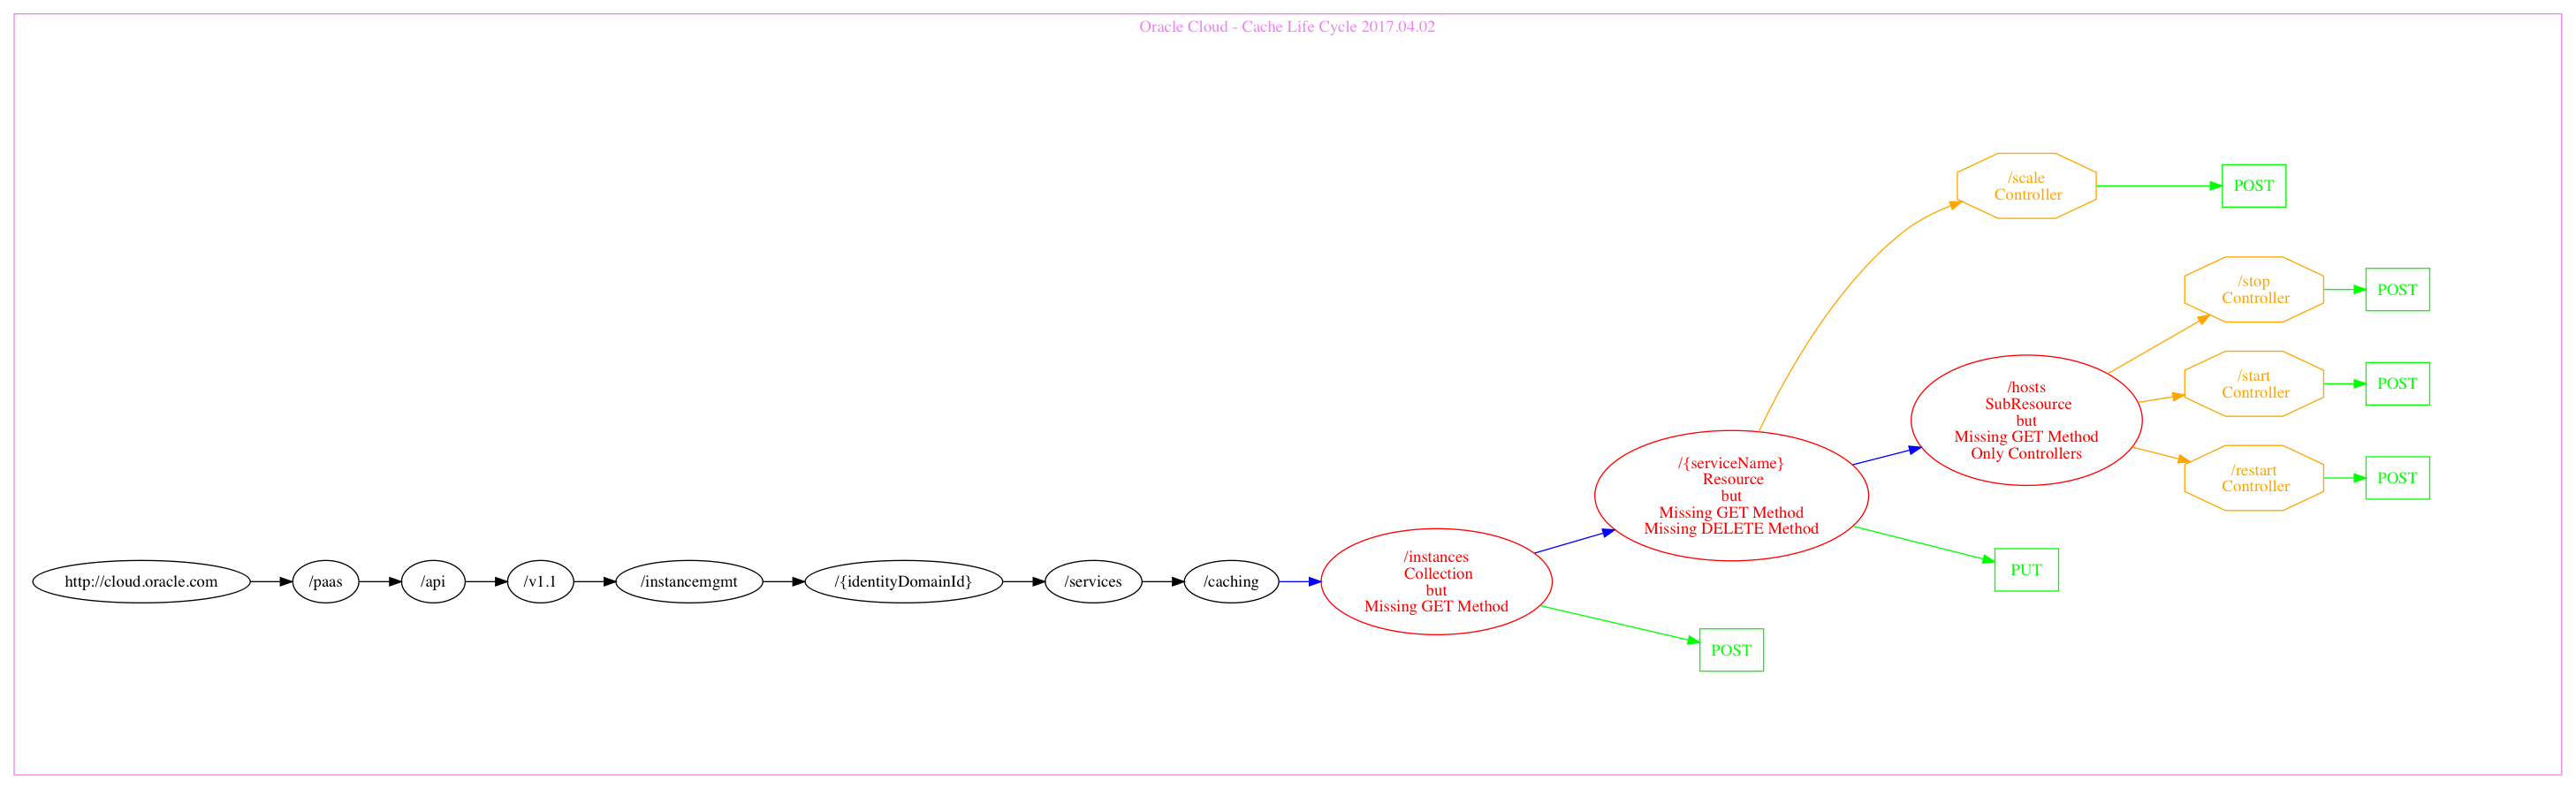 Oracle Cloud - Cache Life Cycle 2017.04.02
http://cloud.oracle.com
/paas
/api
/v1.1
/instancemgmt
/{identityDomainId}
/services
/caching
/instances
Collection
but
Missing GET Method
POST
/{serviceName}
Resource
but
Missing GET Method
Missing DELETE Method
PUT
/scale
Controller
POST
/hosts
SubResource
but
Missing GET Method
Only Controllers
/stop
Controller
POST
/start
Controller
POST
/restart
Controller
POST